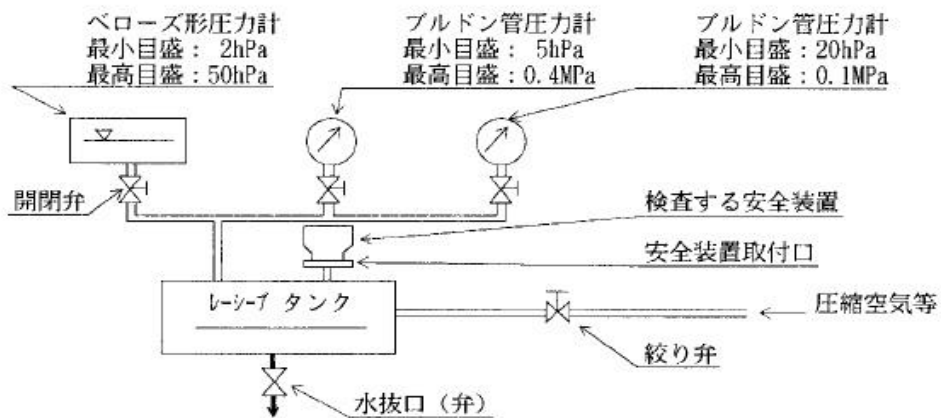 ベローズ形圧力計
最小目盛： 2hPa
最高目盛：50hPa
ブルドン管圧力計
最小目盛： 5hPa
最高目盛：0.4MPa
ブルドン管圧力計
最小目盛：20hPa
最高目盛：0.1MPa
開閉弁
検査する安全装置
安全装置取付口
レーシーブ タンク
圧縮空気等
絞り弁
水抜口（弁）